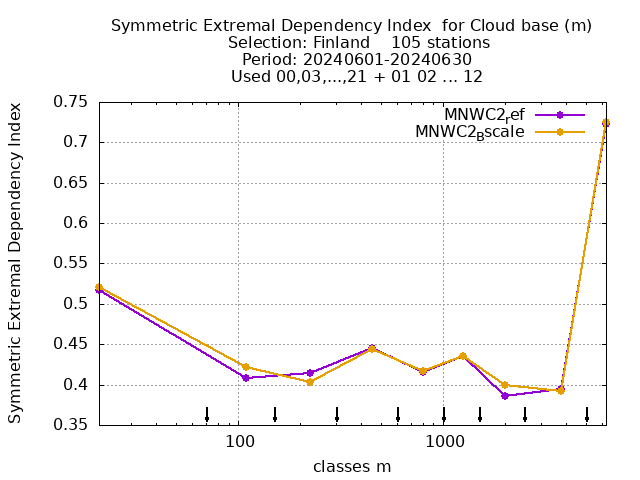 Symmetric Extremal Dependency Index  for Cloud base (m)
Selection: Finland    105 stations
Period: 20240601-20240630
Used 00,03,...,21 + 01 02 ... 12
Symmetric Extremal Dependency Index
0.75
0.7
0.65
0.6
0.55
0.5
0.45
0.4
0.35
MNWC2ref
MNWC2Bscale
100
1000
classes m